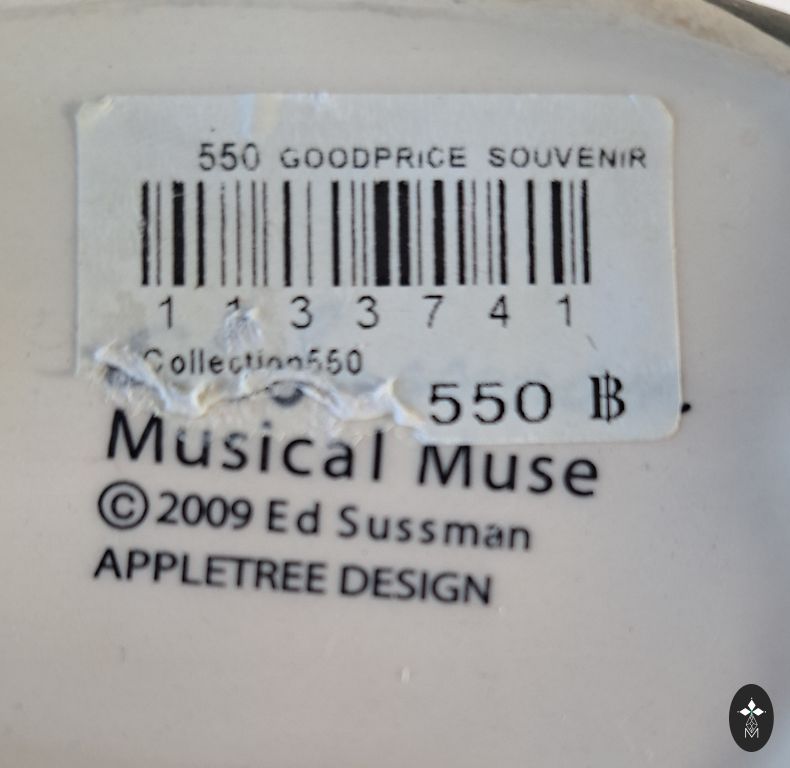 550 GOODPRICE SOUVENIR
1 1 3 3 7 4 1
Collection550
550 ฿
Musical Muse
© 2009 Ed Sussman
APPLETREE DESIGN
M